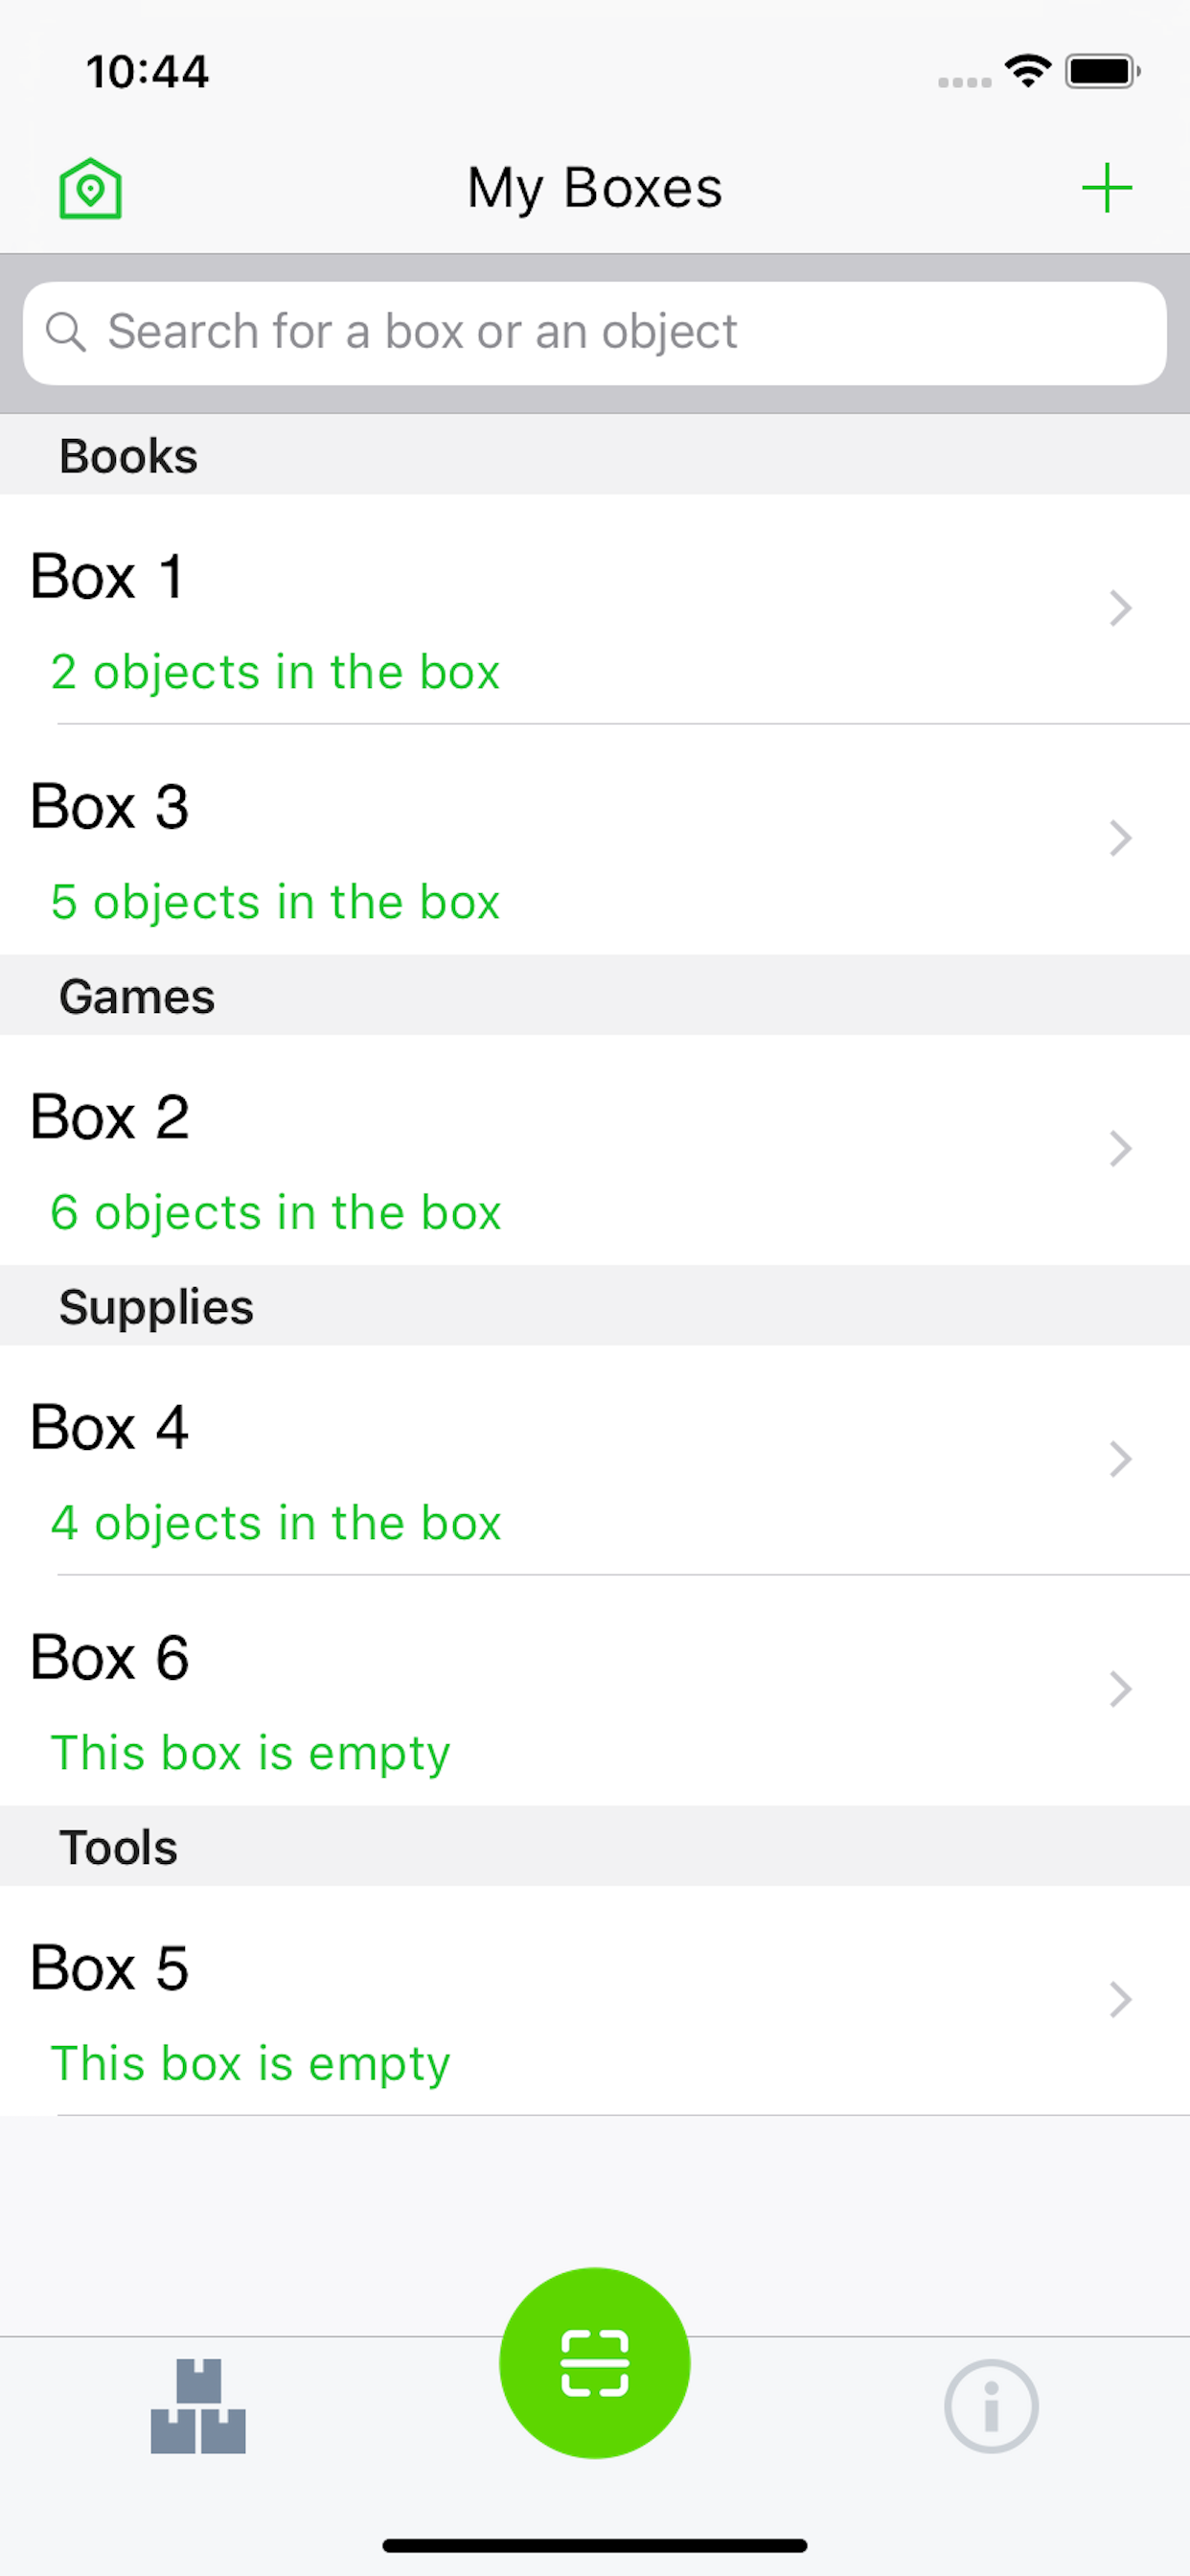 10:44
My Boxes
Search for a box or an object
Books
Box 1
2 objects in the box
Box 3
5 objects in the box
Games
Box 2
6 objects in the box
Supplies
Box 4
4 objects in the box
Box 6
This box is empty
Tools
Box 5
This box is empty